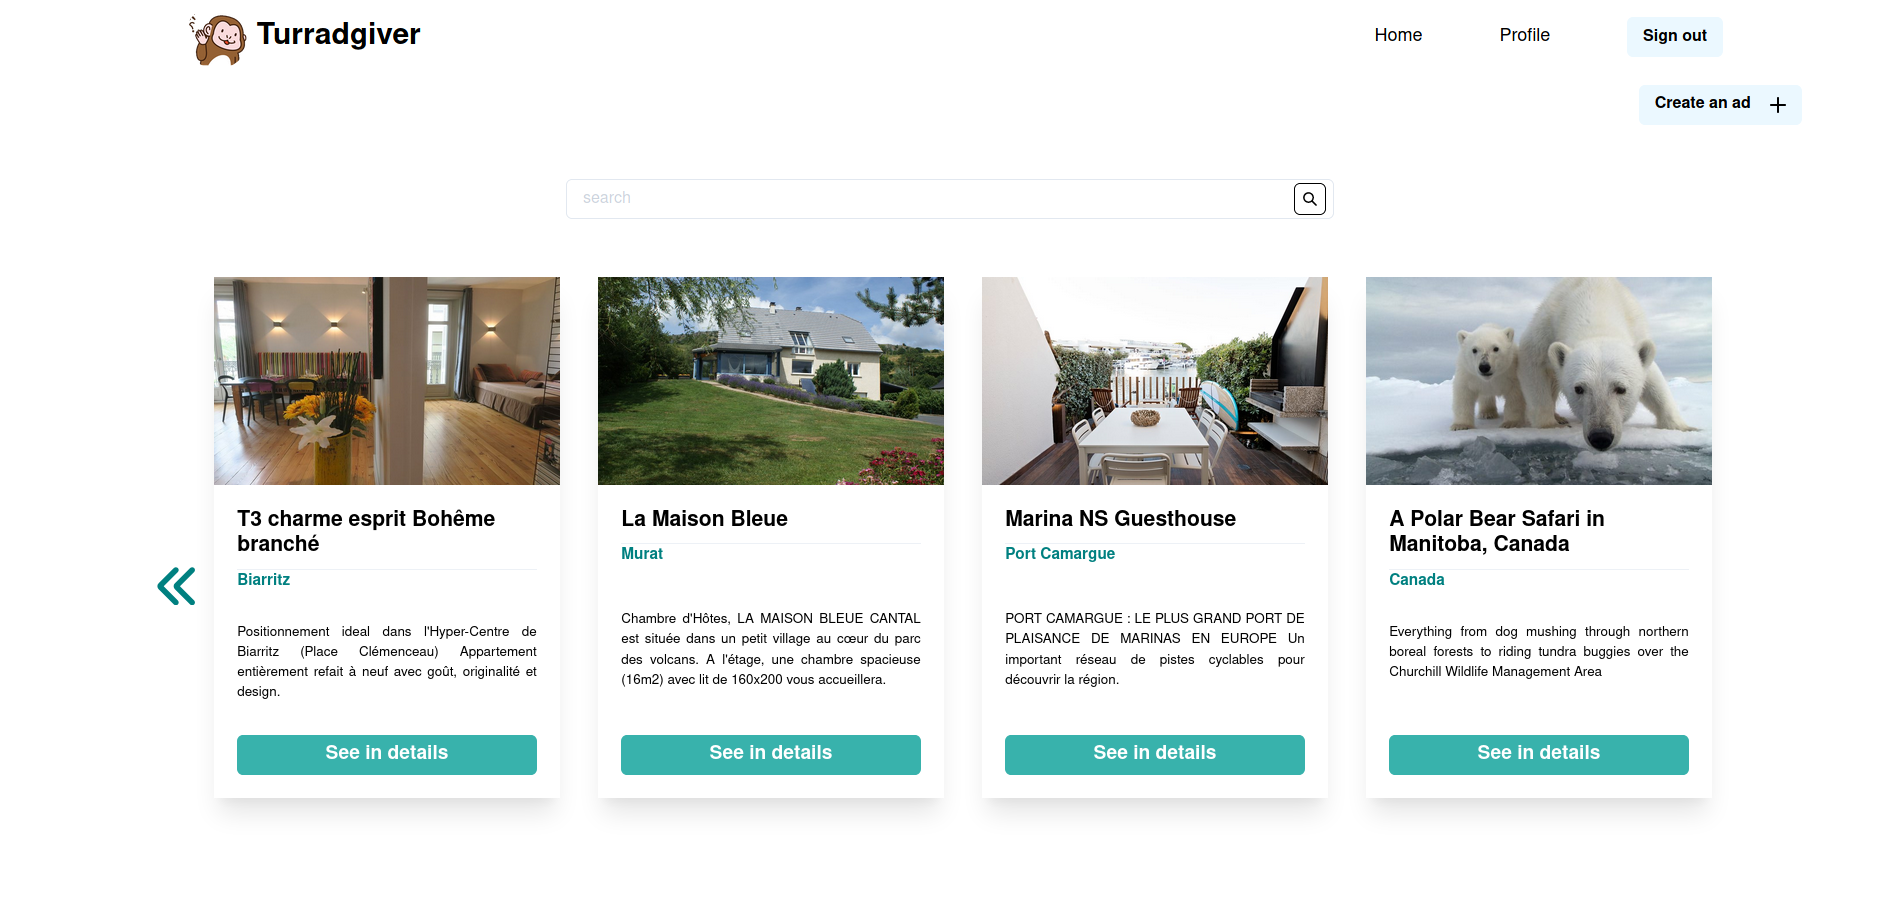 Turradgiver
Home
Profile
Sign out
Create an ad
search
T3 charme esprit Bohême
branché
Biarritz
Positionnement ideal dans l'Hyper-Centre de
Biarritz (Place Clémenceau) Appartement
entièrement refait à neuf avec goût, originalité et
design.
See in details
La Maison Bleue
Murat
Chambre d'Hôtes, LA MAISON BLEUE CANTAL
est située dans un petit village au cœur du parc
des volcans. A l'étage, une chambre spacieuse
(16m2) avec lit de 160x200 vous accueillera.
See in details
Marina NS Guesthouse
Port Camargue
PORT CAMARGUE : LE PLUS GRAND PORT DE
PLAISANCE DE MARINAS EN EUROPE Un
important réseau de pistes cyclables pour
découvrir la région.
See in details
A Polar Bear Safari in
Manitoba, Canada
Canada
Everything from dog mushing through northern
boreal forests to riding tundra buggies over the
Churchill Wildlife Management Area
See in details